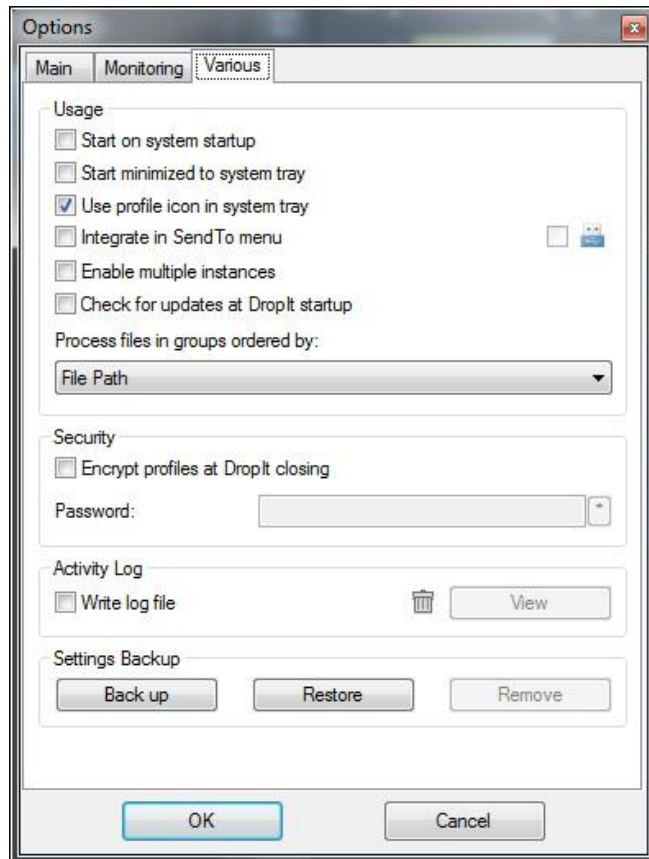 Options
Main Monitoring Various
Usage
Start on system startup
Start minimized to system tray
Use profile icon in system tray
Integrate in SendTo menu
Enable multiple instances
Check for updates at DropIt startup
Process files in groups ordered by:
File Path
Security
Encrypt profiles at DropIt closing
Password:
Activity Log
Write log file View
Settings Backup
Back up Restore Remove
OK Cancel